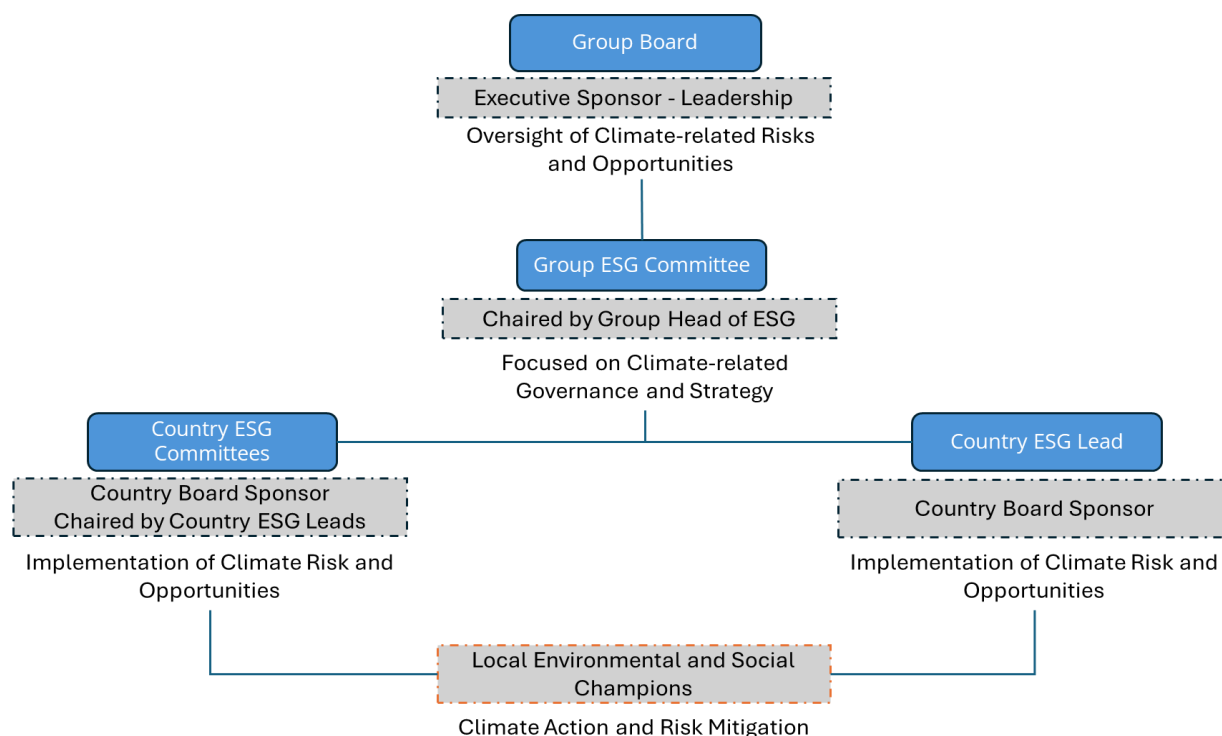 Group Board
Executive Sponsor - Leadership
Oversight of Climate-related Risks
and Opportunities
Group ESG Committee
Chaired by Group Head of ESG
Focused on Climate-related
Governance and Strategy
Country ESG
Committees
Country Board Sponsor
Chaired by Country ESG Leads
Implementation of Climate Risk and
Opportunities
Country ESG Lead
Country Board Sponsor
Implementation of Climate Risk and
Opportunities
Local Environmental and Social
Champions
Climate Action and Risk Mitigation